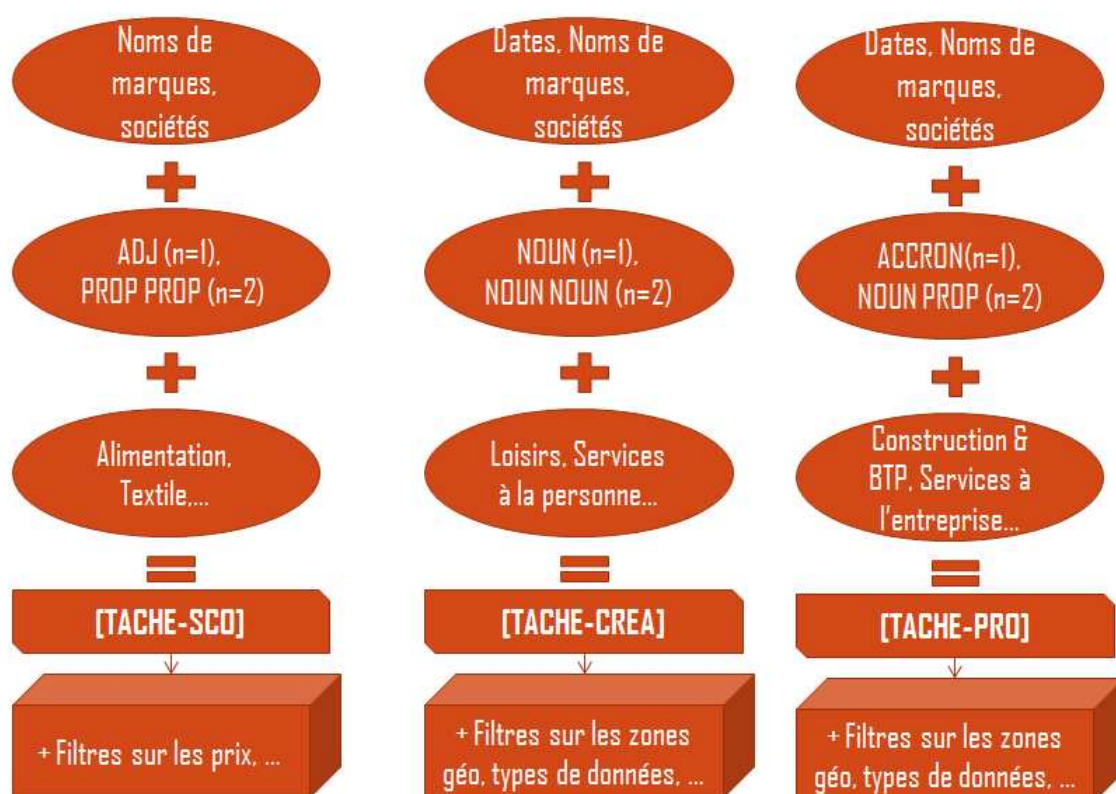 Noms de
marques,
sociétés
ADJ (n=1),
PROP PROP (n=2)
Alimentation,
Textile,...
[TACHE-SCO]
+ Filtres sur les prix, ...
Dates, Noms de
marques,
sociétés
NOUN (n=1),
NOUN NOUN (n=2)
Loisirs, Services
à la personne...
[TACHE-CREA]
+ Filtres sur les zones
géo, types de données, ...
Dates, Noms de
marques,
sociétés
ACCRON(n=1),
NOUN PROP (n=2)
Construction &
BTP, Services à
l'entreprise...
[TACHE-PRO]
+ Filtres sur les zones
géo, types de données, ...